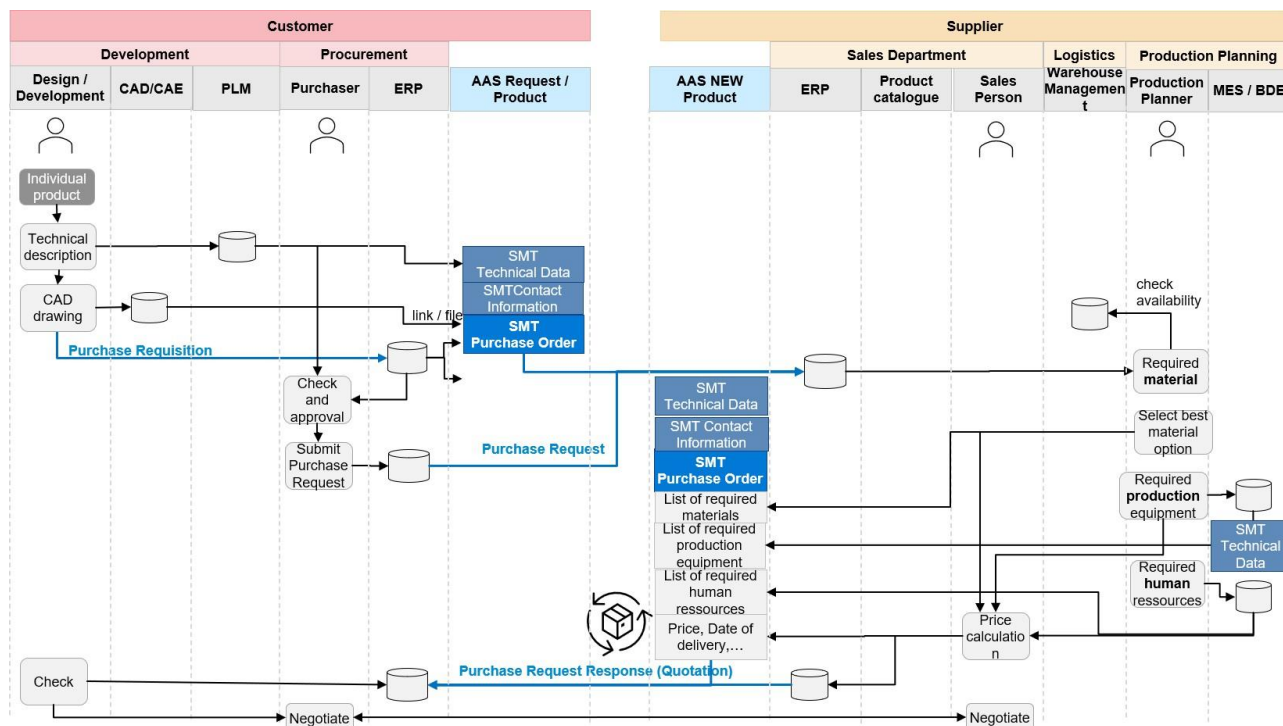 Customer
Supplier
Development
Procurement
Sales Department
Logistics
Production Planning
Design /
Development
CAD/CAE
PLM
Purchaser
ERP
AAS Request /
Product
AAS NEW
Product
ERP
Product
catalogue
Sales
Person
Warehouse
Managemen
t
Production
Planner
MES / BDE
Individual
product
Technical
description
CAD
drawing
SMT
Technical Data
SMTContact
Information
link / file
SMT
Purchase Order
Purchase Requisition
check
availability
Required
material
Check
and
approval
SMT
Technical Data
SMT Contact
Information
SMT
Purchase Order
Select best
material
option
Submit
Purchase
Request
Purchase Request
List of required
materials
List of required
production
equipment
List of required
human
ressources
Price, Date of
delivery,…
Required
production
equipment
SMT
Technical
Data
Required
human
ressources
Price
calculatio
n
Purchase Request Response (Quotation)
Check
Negotiate
Negotiate